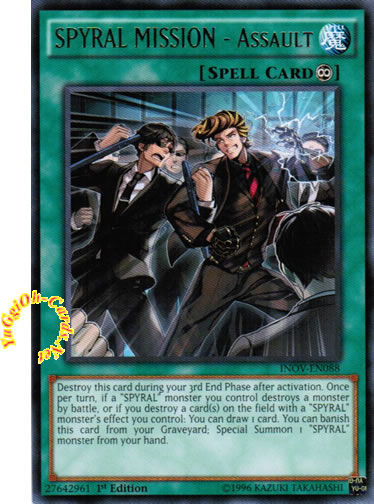 SPYRAL MISSION - ASSAULT
[SPELL CARD]
YuGgiOh-Cards.Net
INOV-EN088
Destroy this card during your 3rd End Phase after activation. Once
per turn, if a "SPYRAL" monster you control destroys a monster
by battle, or if you destroy a card(s) on the field with a "SPYRAL"
monster's effect you control: You can draw 1 card. You can banish
this card from your Graveyard; Special Summon 1 "SPYRAL"
monster from your hand.
27642961 1st Edition ©1996 KAZUKI TAKAHASHI